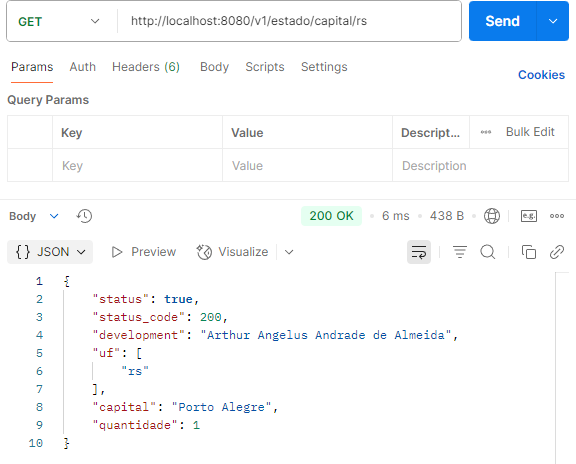 GET http://localhost:8080/v1/estado/capital/rs Send
Params Auth Headers (6) Body Scripts Settings
Cookies
Query Params
Key Value Descript... Bulk Edit
Key Value Description
Body 200 OK • 6 ms • 438 B e.g.
{ } JSON Preview Visualize
1 {
2 "status": true,
3 "status_code": 200,
4 "development": "Arthur Angelus Andrade de Almeida",
5 "uf": [
6 "rs"
7 ],
8 "capital": "Porto Alegre",
9 "quantidade": 1
10 }